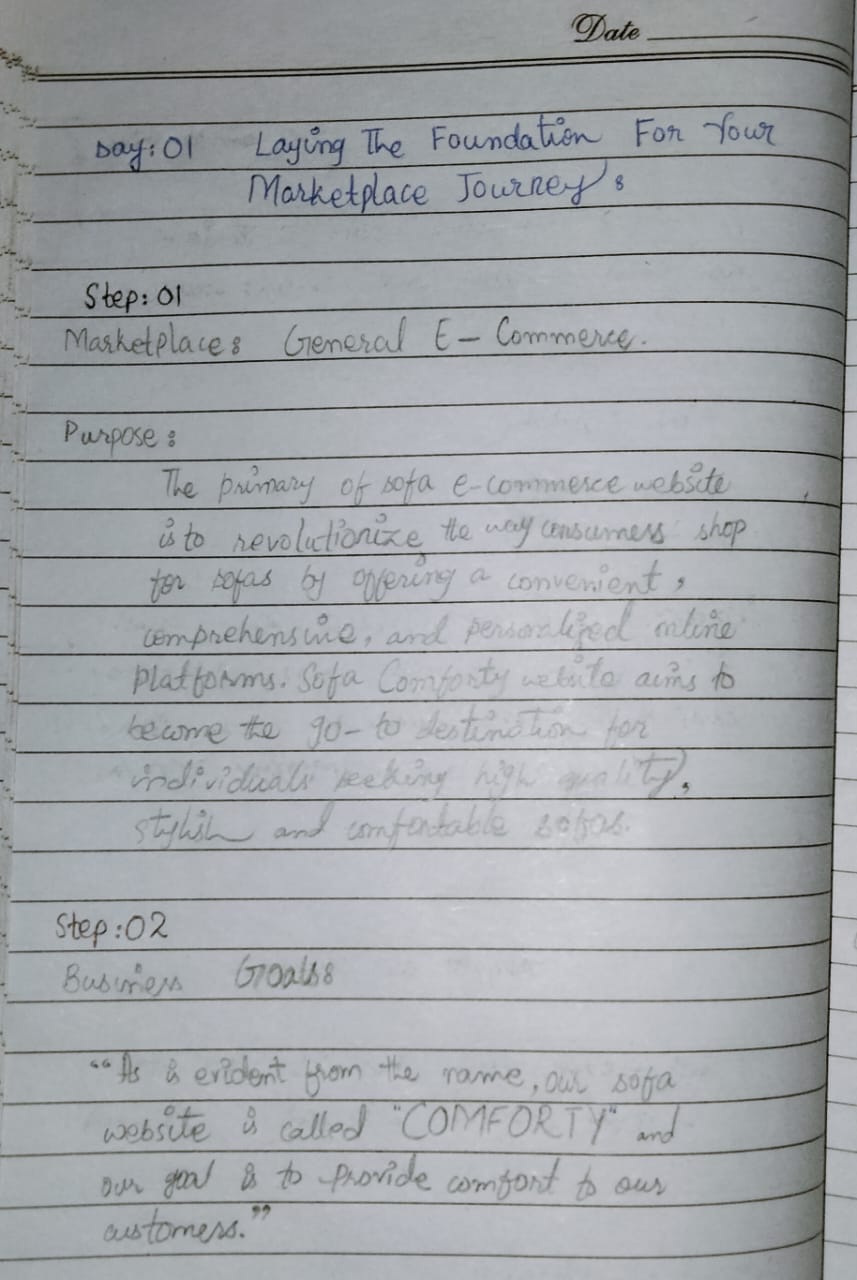 Date
Day: 01 Laying The Foundation For Your
Marketplace Journey:
Step: 01
Marketplace: General E-Commerce.
Purpose:
The primary of sofa e-commerce website
is to revolutionize the way consumers shop
for sofas by offering a convenient,
comprehensive, and personalized online
platforms. Sofa Comforty website aims to
become the go-to destination for
individuals seeking high quality,
stylish and comfortable sofas.
Step: 02
Business Goals:
"As is evident from the name, our sofa
website is called "COMFORTY" and
our goal is to provide comfort to our
customers."